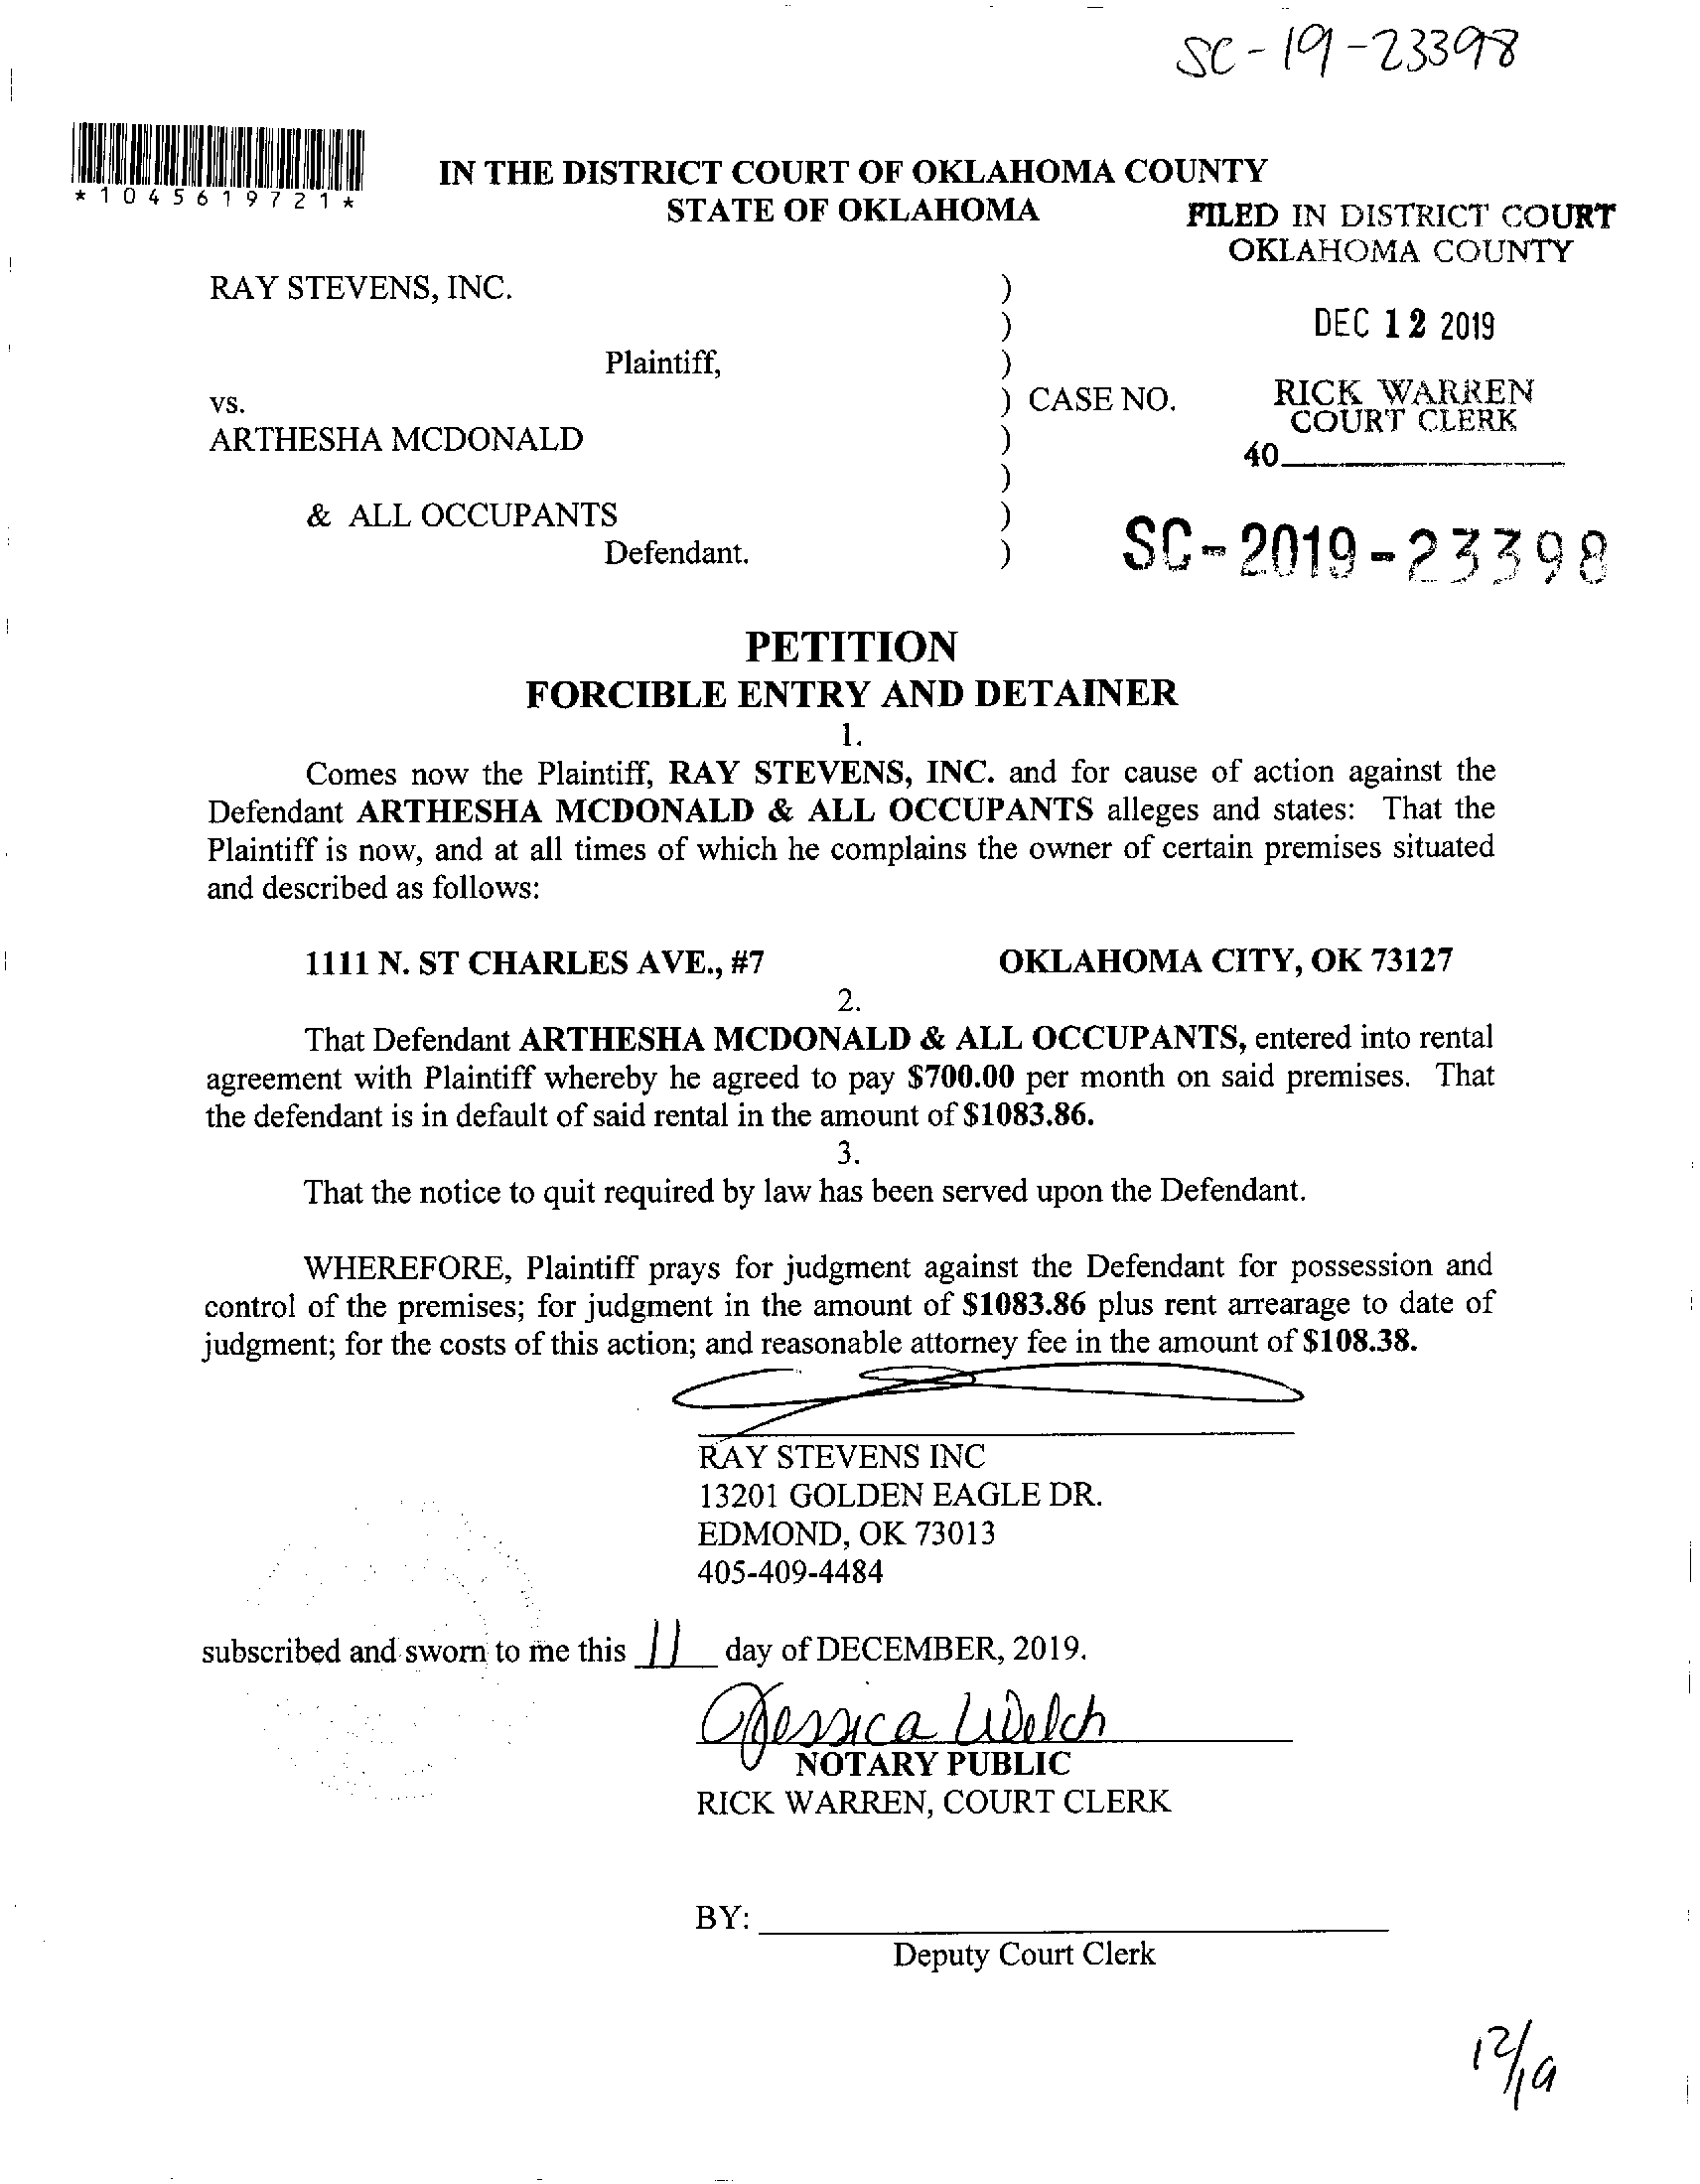 SC-19-23398
*1045619721*
IN THE DISTRICT COURT OF OKLAHOMA COUNTY
STATE OF OKLAHOMA
FILED IN DISTRICT COURT
OKLAHOMA COUNTY
RAY STEVENS, INC. )
)
DEC 12 2019
Plaintiff, )
vs. ) CASE NO.
RICK WARREN
COURT CLERK
ARTHESHA MCDONALD )
40
)
& ALL OCCUPANTS )
Defendant. )
SC-2019-23398
PETITION
FORCIBLE ENTRY AND DETAINER
1.
Comes now the Plaintiff, RAY STEVENS, INC. and for cause of action against the
Defendant ARTHESHA MCDONALD & ALL OCCUPANTS alleges and states: That the
Plaintiff is now, and at all times of which he complains the owner of certain premises situated
and described as follows:
1111 N. ST CHARLES AVE., #7 OKLAHOMA CITY, OK 73127
2.
That Defendant ARTHESHA MCDONALD & ALL OCCUPANTS, entered into rental
agreement with Plaintiff whereby he agreed to pay $700.00 per month on said premises. That
the defendant is in default of said rental in the amount of $1083.86.
3.
That the notice to quit required by law has been served upon the Defendant.
WHEREFORE, Plaintiff prays for judgment against the Defendant for possession and
control of the premises; for judgment in the amount of $1083.86 plus rent arrearage to date of
judgment; for the costs of this action; and reasonable attorney fee in the amount of $108.38.
RAY STEVENS INC
13201 GOLDEN EAGLE DR.
EDMOND, OK 73013
405-409-4484
subscribed and sworn to me this 11 day of DECEMBER, 2019.
Jessica Welch
NOTARY PUBLIC
RICK WARREN, COURT CLERK
BY:
Deputy Court Clerk
12/19